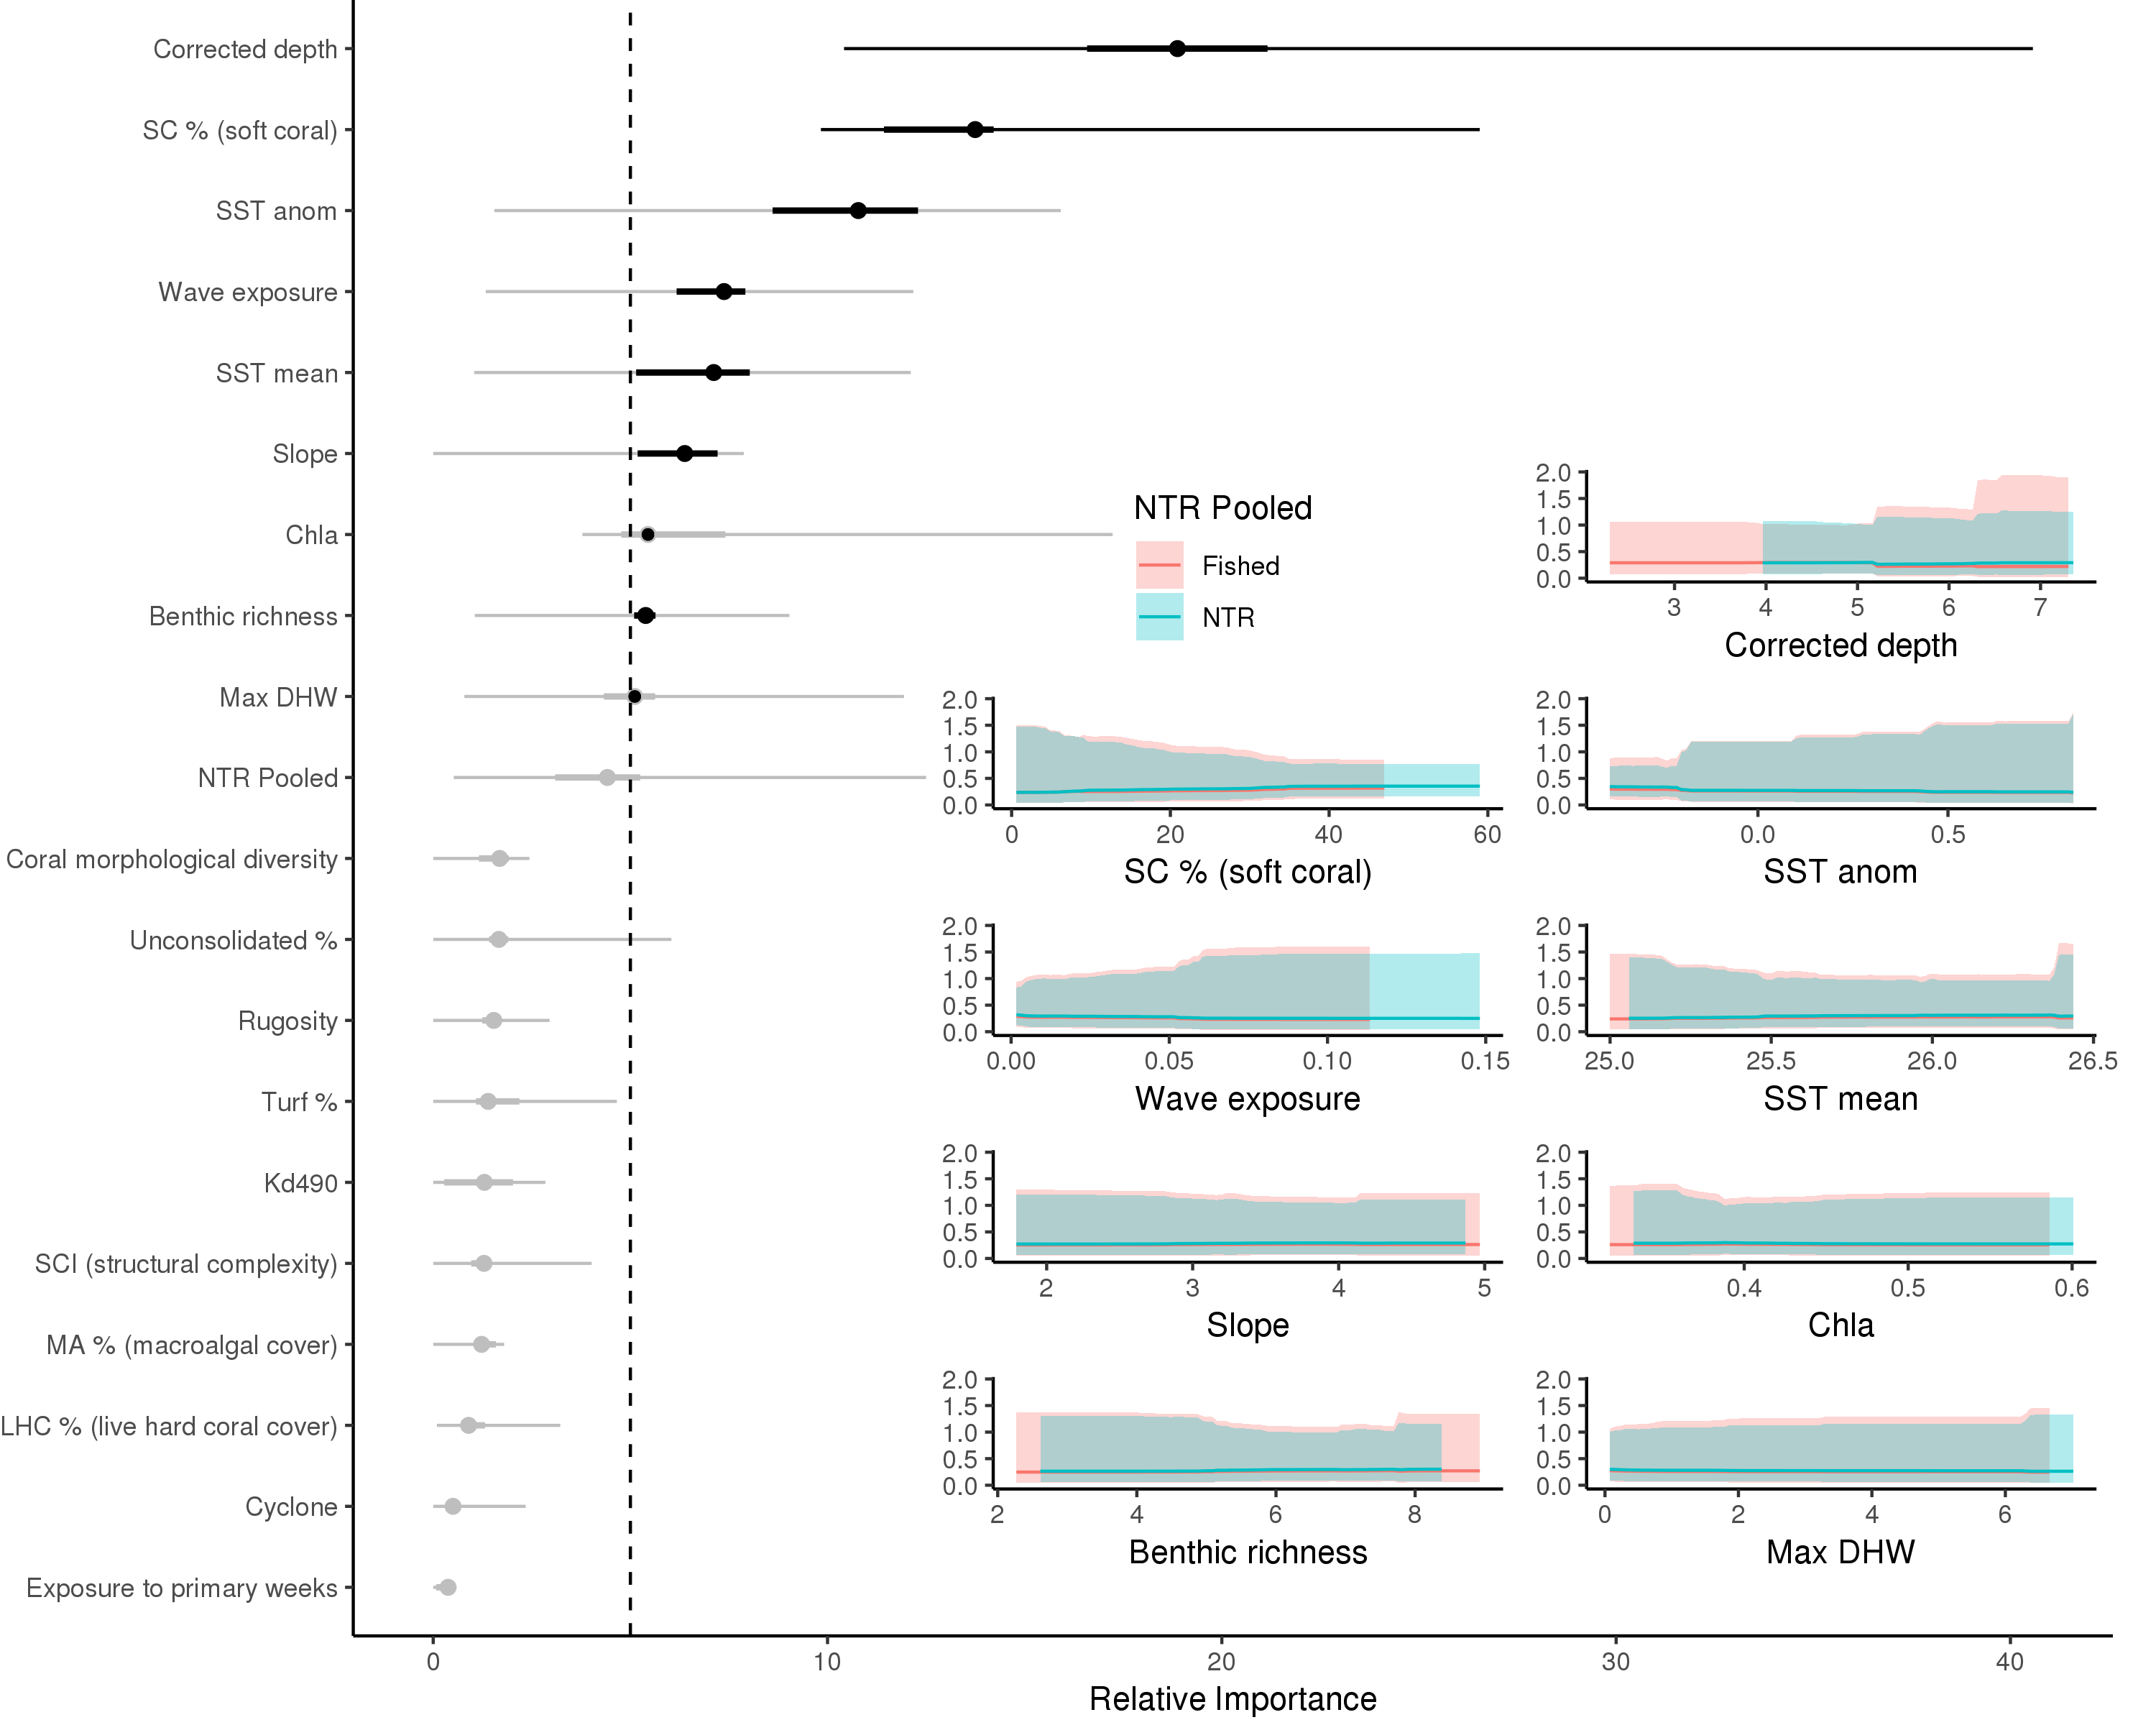 Corrected depth
SC % (soft coral)
SST anom
Wave exposure
SST mean
Slope
Chla
Benthic richness
Max DHW
NTR Pooled
Coral morphological diversity
Unconsolidated %
Rugosity
Turf %
Kd490
SCI (structural complexity)
MA % (macroalgal cover)
LHC % (live hard coral cover)
Cyclone
Exposure to primary weeks
0 10 20 30 40
Relative Importance
NTR Pooled
Fished
NTR
2.0
1.5
1.0
0.5
0.0
3 4 5 6 7
Corrected depth
2.0
1.5
1.0
0.5
0.0
0 20 40 60
SC % (soft coral)
2.0
1.5
1.0
0.5
0.0
0.0 0.5
SST anom
2.0
1.5
1.0
0.5
0.0
0.00 0.05 0.10 0.15
Wave exposure
2.0
1.5
1.0
0.5
0.0
25.0 25.5 26.0 26.5
SST mean
2.0
1.5
1.0
0.5
0.0
2 3 4 5
Slope
2.0
1.5
1.0
0.5
0.0
0.4 0.5 0.6
Chla
2.0
1.5
1.0
0.5
0.0
2 4 6 8
Benthic richness
2.0
1.5
1.0
0.5
0.0
0 2 4 6
Max DHW